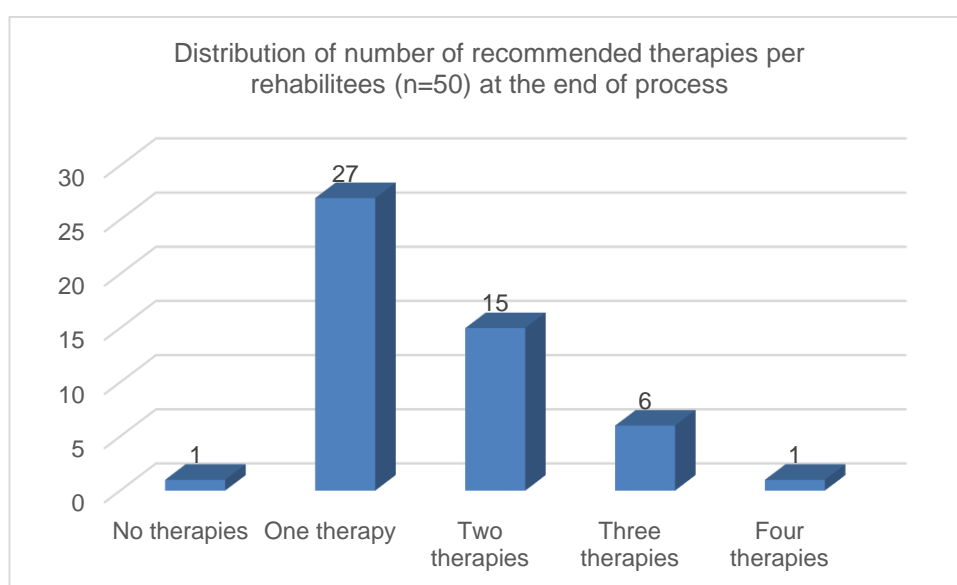 Distribution of number of recommended therapies per
rehabilitees (n=50) at the end of process
30
25
20
15
10
5
0
1
27
15
6
1
No therapies
One therapy
Two
therapies
Three
therapies
Four
therapies